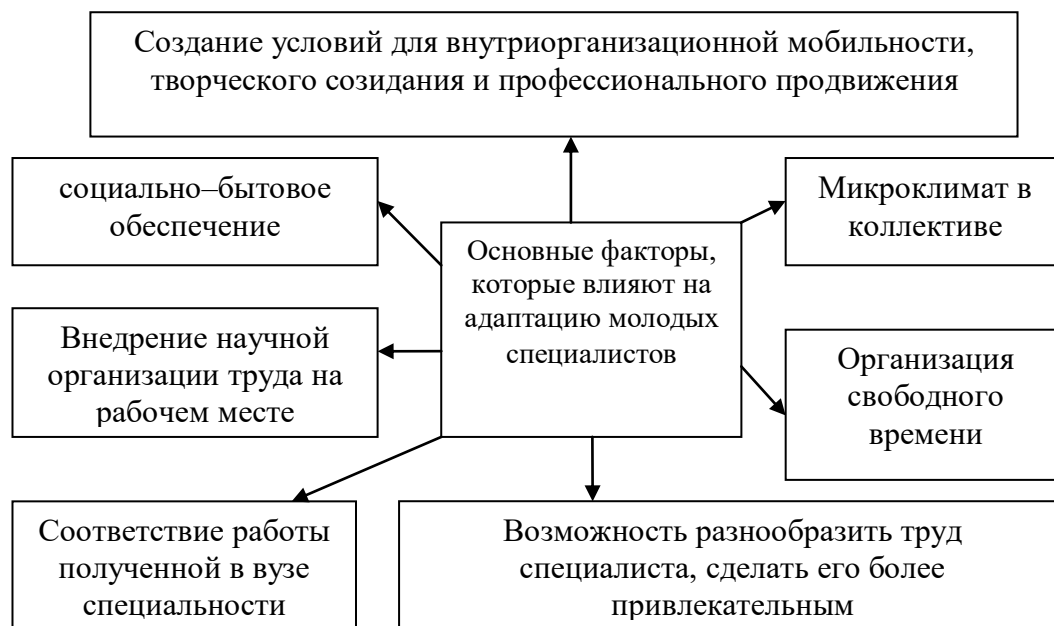 Создание условий для внутриорганизационной мобильности,
творческого созидания и профессионального продвижения
социально–бытовое
обеспечение
Микроклимат в
коллективе
Основные факторы,
которые влияют на
адаптацию молодых
специалистов
Внедрение научной
организации труда на
рабочем месте
Организация
свободного
времени
Соответствие работы
полученной в вузе
специальности
Возможность разнообразить труд
специалиста, сделать его более
привлекательным